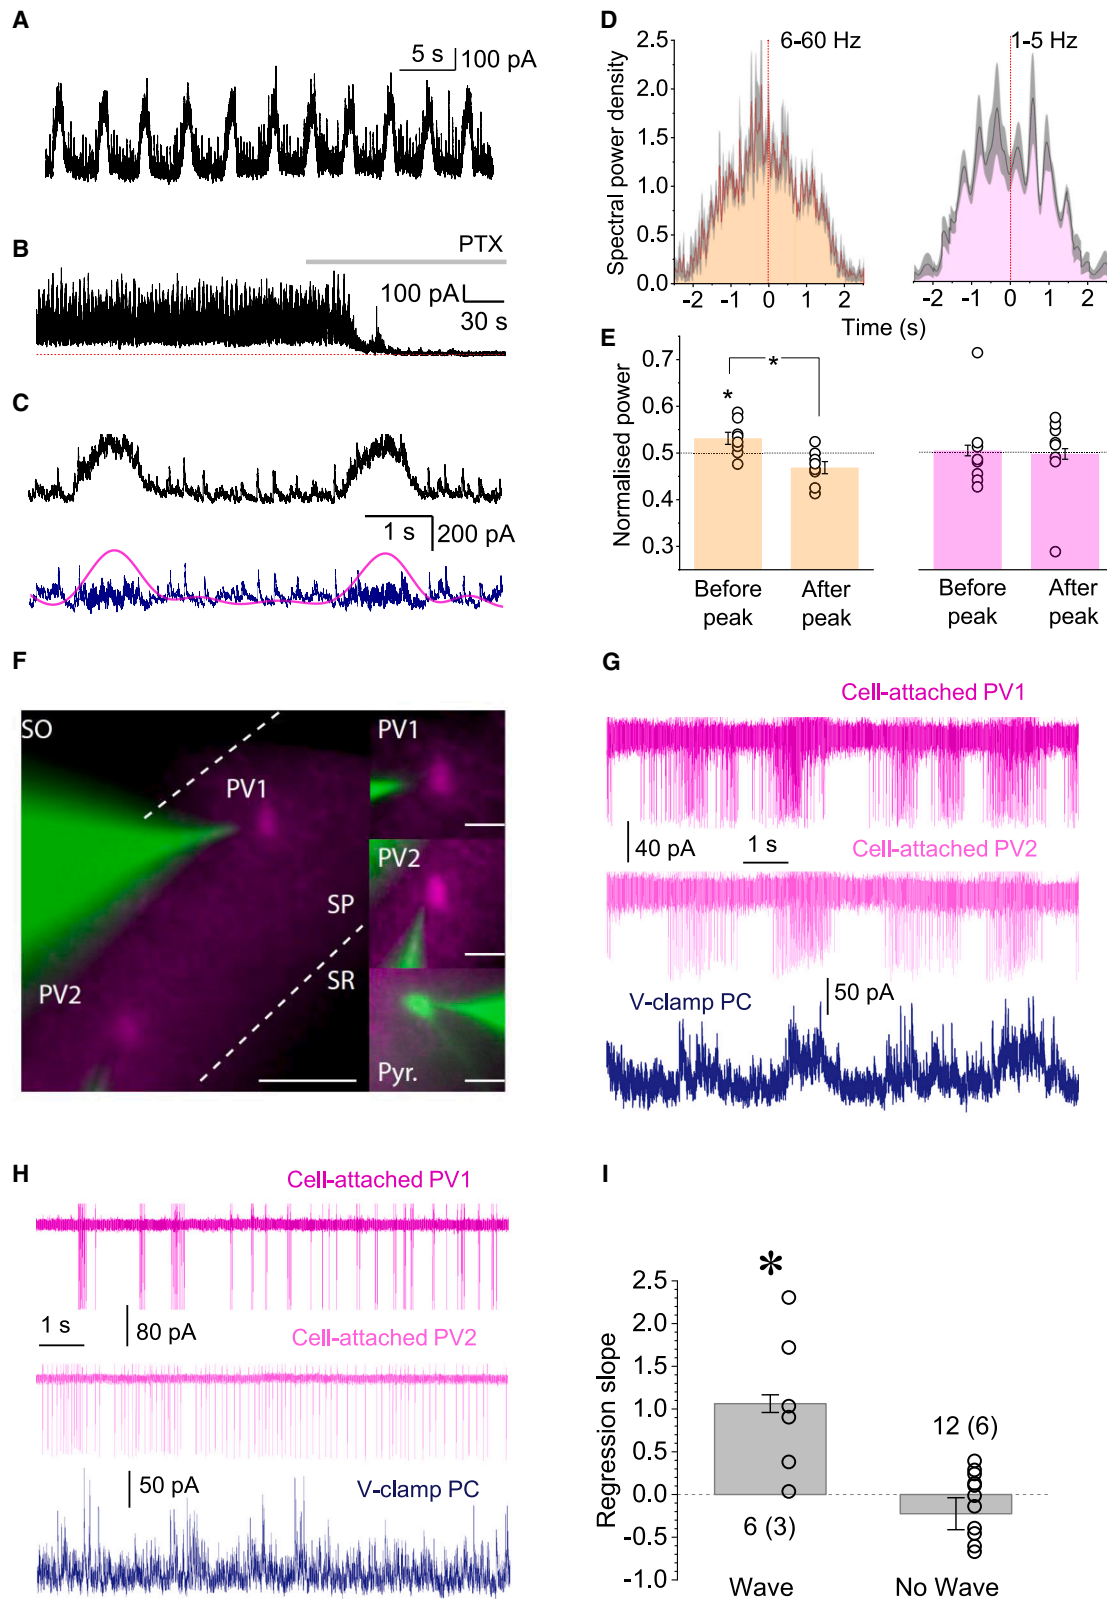 A
5 s
100 pA
B
PTX
100 pA
30 s
C
1 s
200 pA
D
6-60 Hz
1-5 Hz
Spectral power density
2.5
2.0
1.5
1.0
0.5
0.0
-2 -1 0 1 2
-2 -1 0 1 2
Time (s)
E
Normalised power
0.7
0.6
0.5
0.4
0.3
*
*
Before peak
After peak
Before peak
After peak
F
SO
PV1
SP
SR
PV2
PV1
PV2
Pyr.
G
Cell-attached PV1
40 pA
1 s
Cell-attached PV2
V-clamp PC
50 pA
H
Cell-attached PV1
1 s
80 pA
Cell-attached PV2
50 pA
V-clamp PC
I
*
Regression slope
2.5
2.0
1.5
1.0
0.5
0.0
-0.5
-1.0
12 (6)
6 (3)
Wave
No Wave